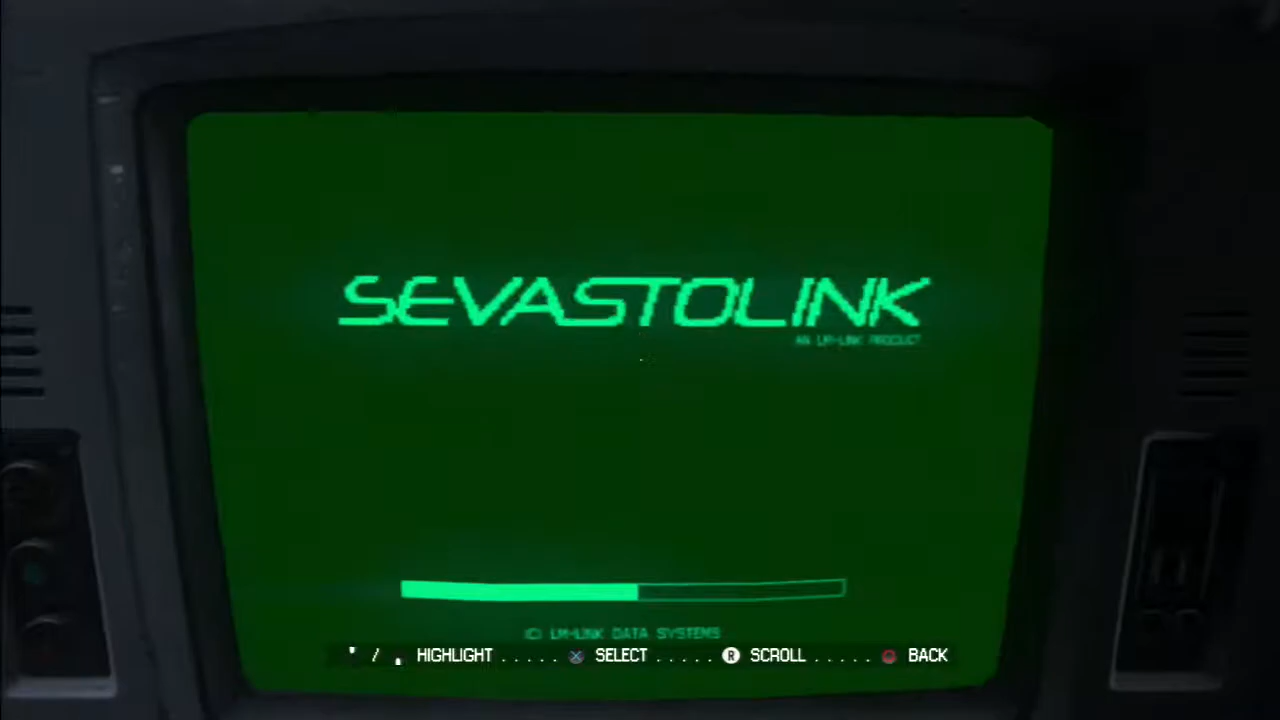 SEVASTOLINK
AN LM-LINK PRODUCT
(C) LM-LINK DATA SYSTEMS
/ HIGHLIGHT ..... SELECT ..... R SCROLL ..... BACK